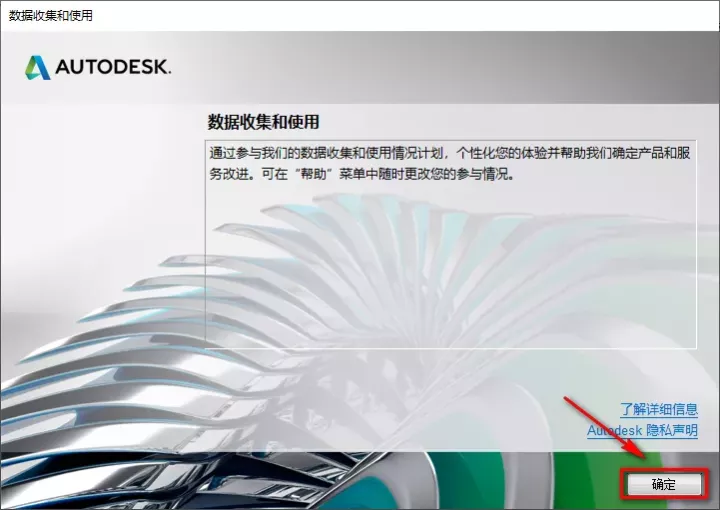 数据收集和使用
AUTODESK.
数据收集和使用
通过参与我们的数据收集和使用情况计划，个性化您的体验并帮助我们确定产品和服
务改进。可在“帮助”菜单中随时更改您的参与情况。
了解详细信息
Autodesk 隐私声明
确定